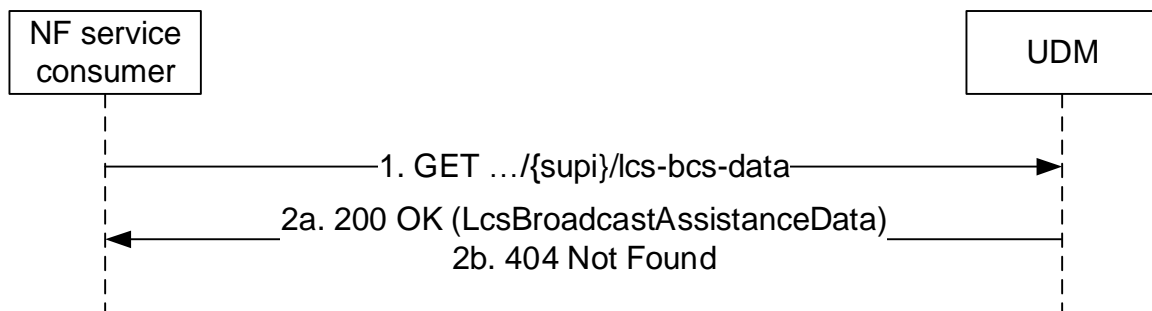 NF service
consumer
UDM
1. GET …/{supi}/lcs-bcs-data
2a. 200 OK (LcsBroadcastAssistanceData)
2b. 404 Not Found